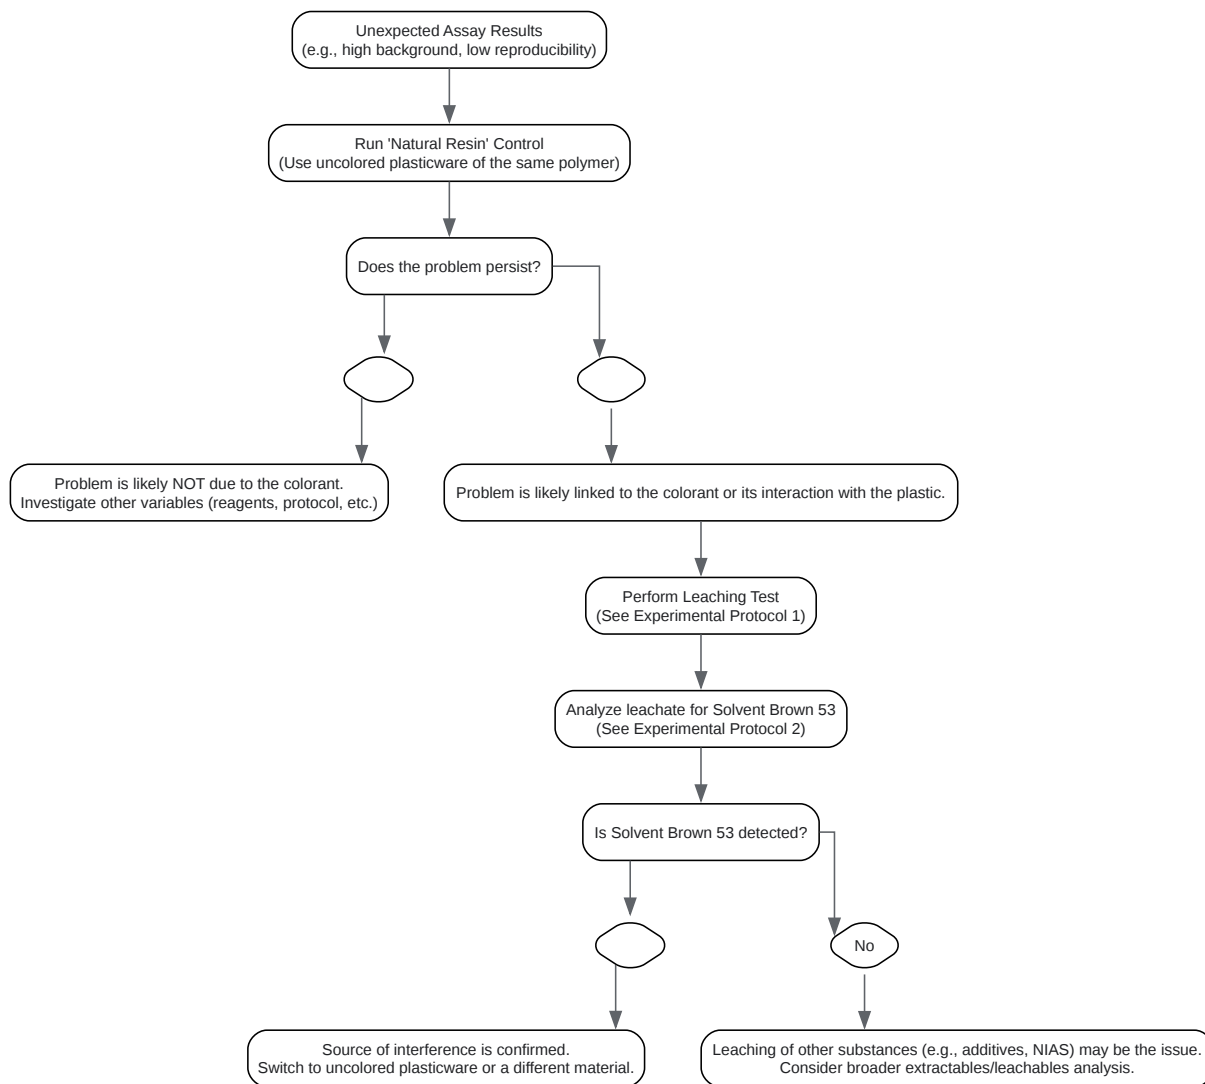 Unexpected Assay Results
(e.g., high background, low reproducibility)
Run 'Natural Resin' Control
(Use uncolored plasticware of the same polymer)
Does the problem persist?
Problem is likely NOT due to the colorant.
Investigate other variables (reagents, protocol, etc.)
Problem is likely linked to the colorant or its interaction with the plastic.
Perform Leaching Test
(See Experimental Protocol 1)
Analyze leachate for Solvent Brown 53
(See Experimental Protocol 2)
Is Solvent Brown 53 detected?
No
Source of interference is confirmed.
Switch to uncolored plasticware or a different material.
Leaching of other substances (e.g., additives, NIAS) may be the issue.
Consider broader extractables/leachables analysis.